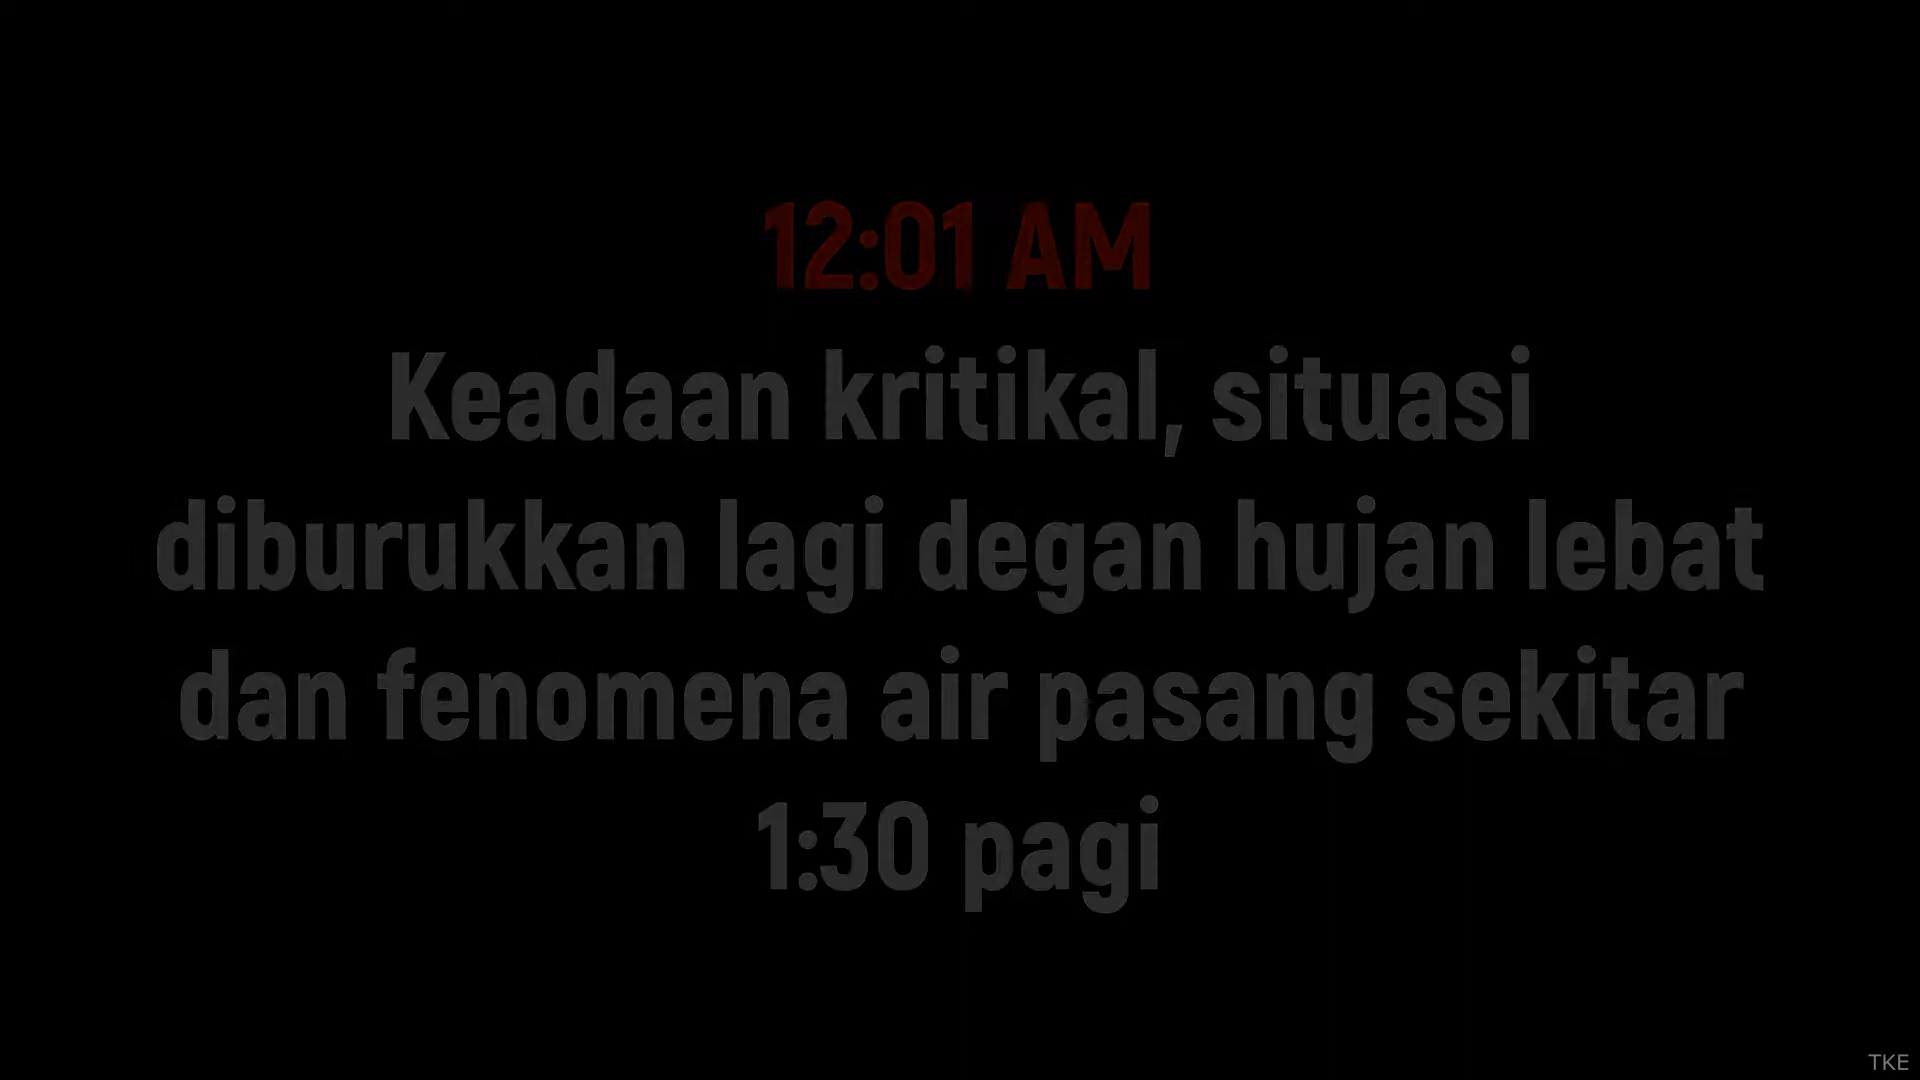 12:01 AM
Keadaan kritikal, situasi
diburukkan lagi degan hujan lebat
dan fenomena air pasang sekitar
1:30 pagi
TKE